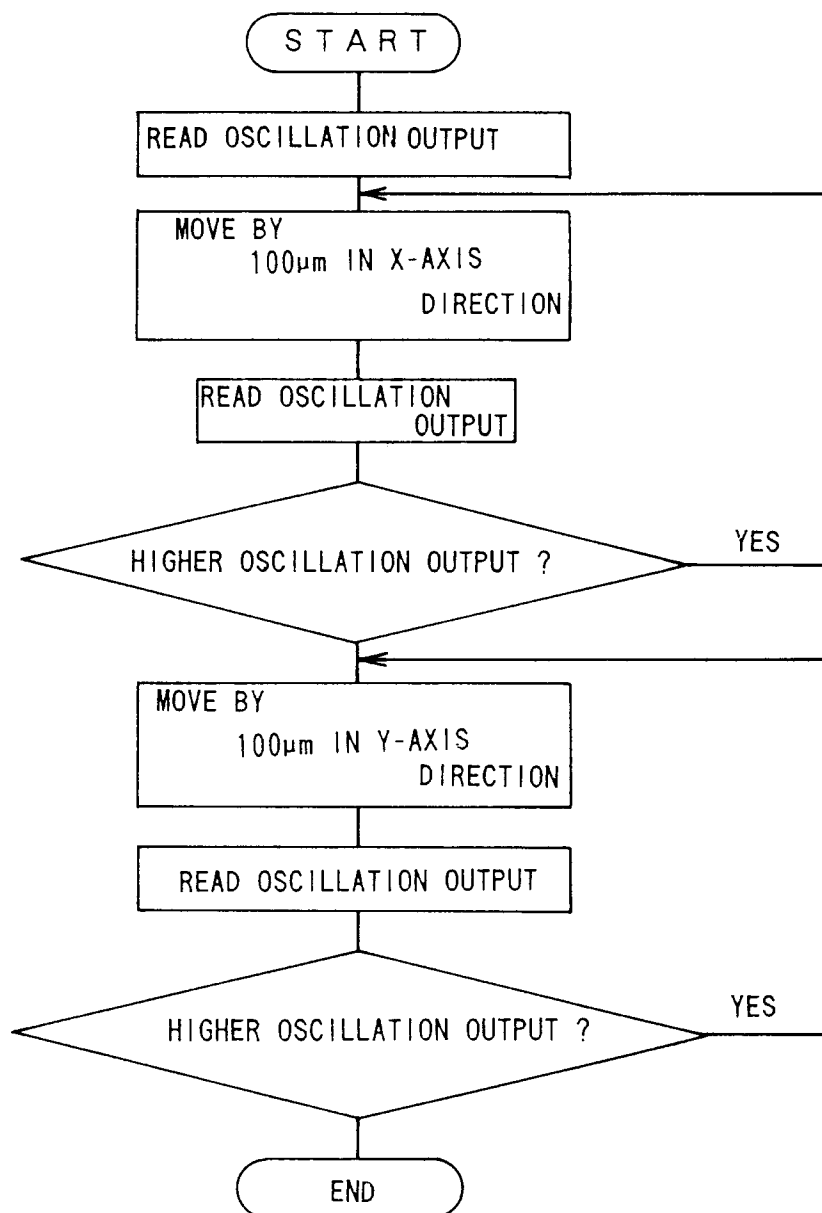 START
READ OSCILLATION OUTPUT
MOVE BY
100μm IN X-AXIS
DIRECTION
READ OSCILLATION
OUTPUT
HIGHER OSCILLATION OUTPUT ?
YES
MOVE BY
100μm IN Y-AXIS
DIRECTION
READ OSCILLATION OUTPUT
HIGHER OSCILLATION OUTPUT ?
YES
END